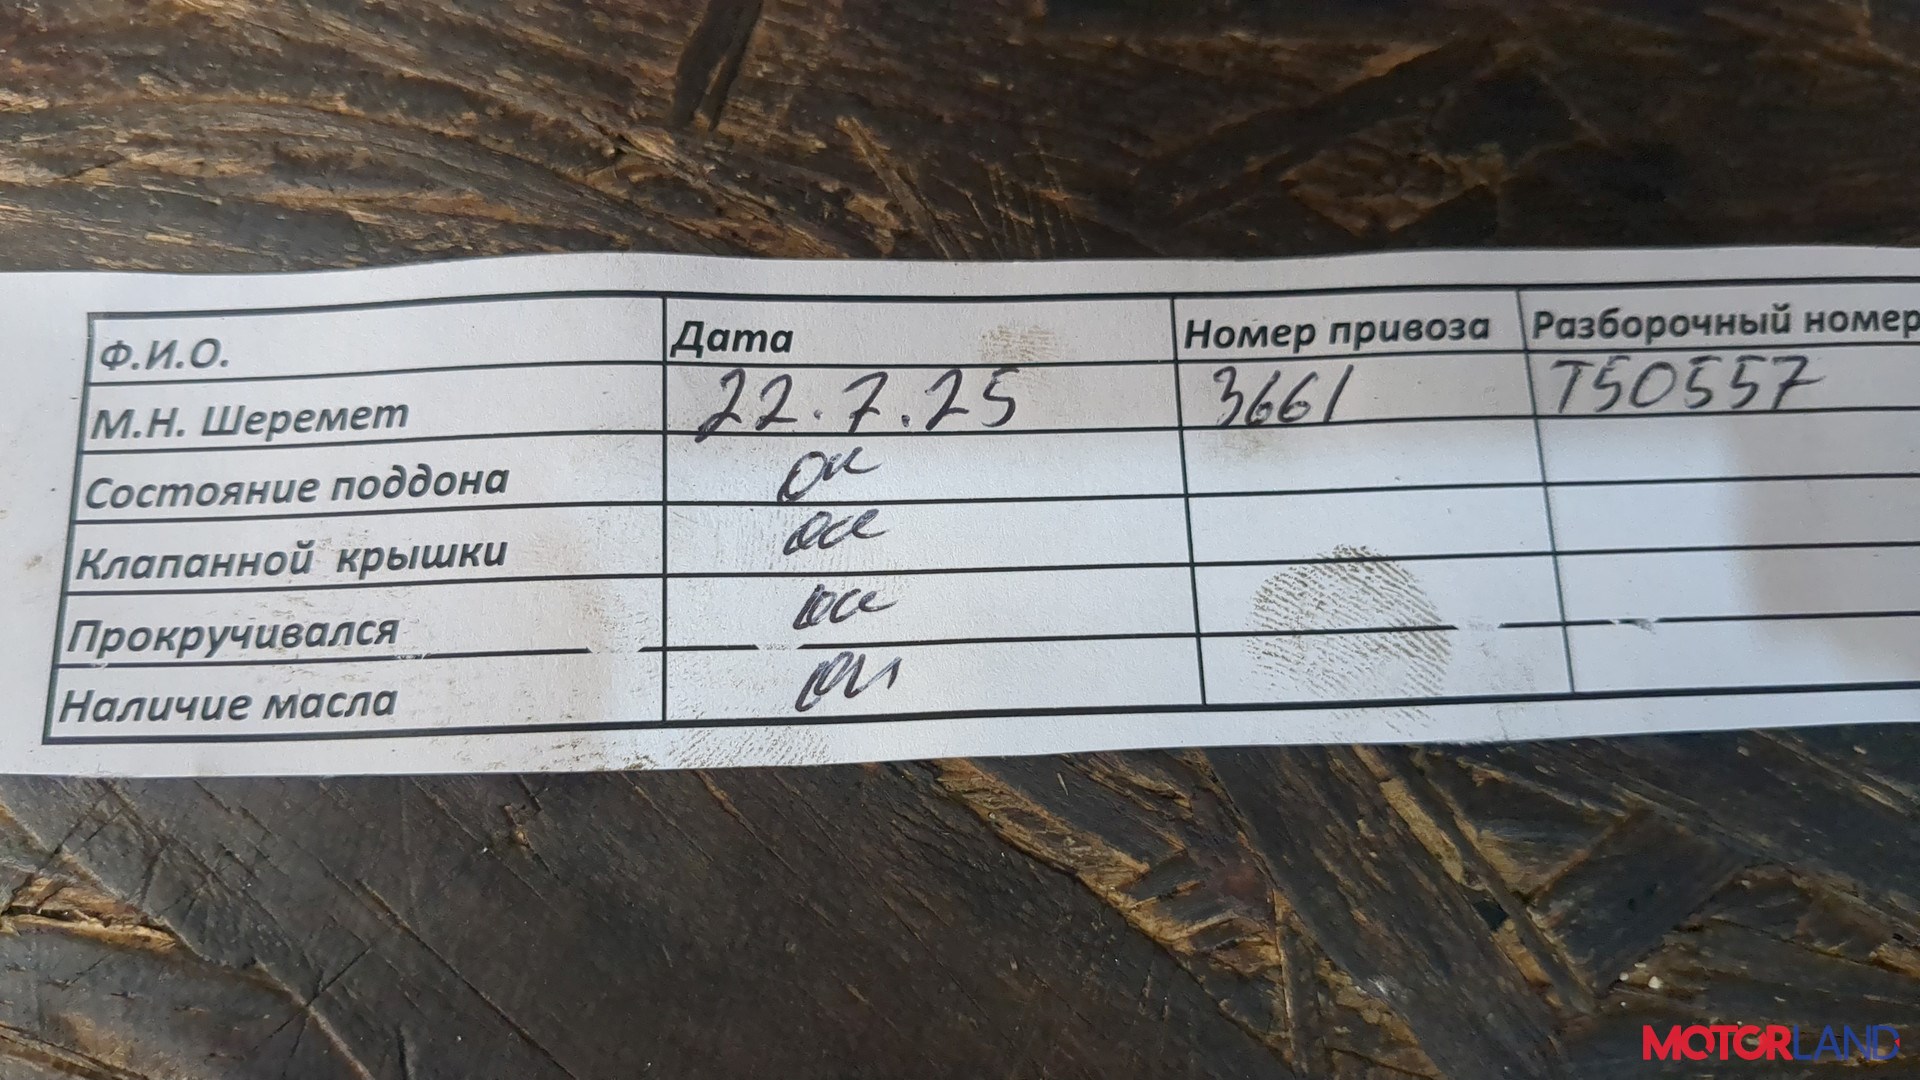 Ф.И.О. Дата Номер привоза Разборочный номер
М.Н. Шеремет 22.7.25 3661 Т50557
Состояние поддона ок
Клапанной крышки ок
Прокручивался ок
Наличие масла ок
MOTORLAND